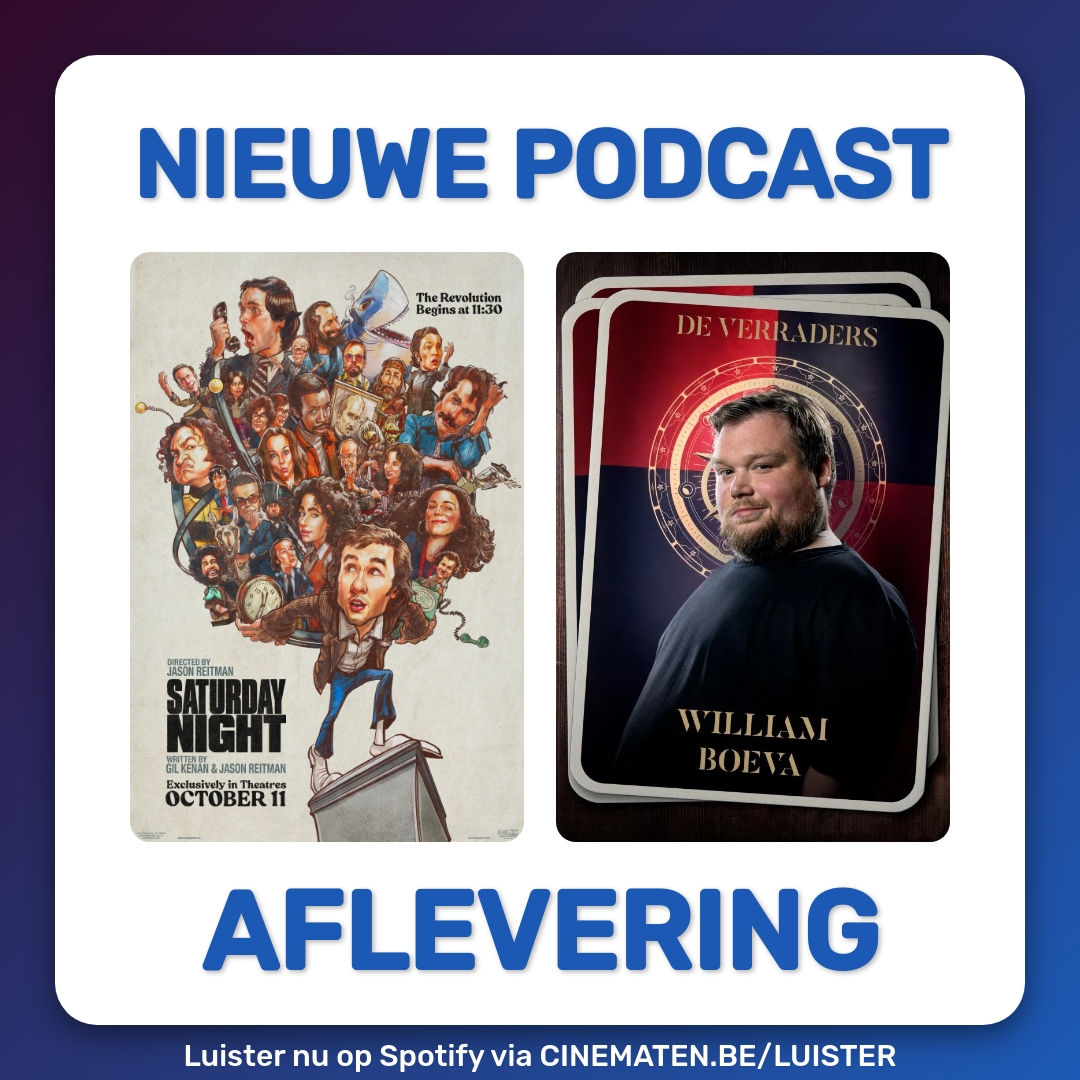 NIEUWE PODCAST
The Revolution
Begins at 11:30
DIRECTED BY
JASON REITMAN
SATURDAY
NIGHT
WRITTEN BY
GIL KENAN & JASON REITMAN
Exclusively in Theatres
OCTOBER 11
DE VERRADERS
WILLIAM
BOEVA
AFLEVERING
Luister nu op Spotify via CINEMATEN.BE/LUISTER